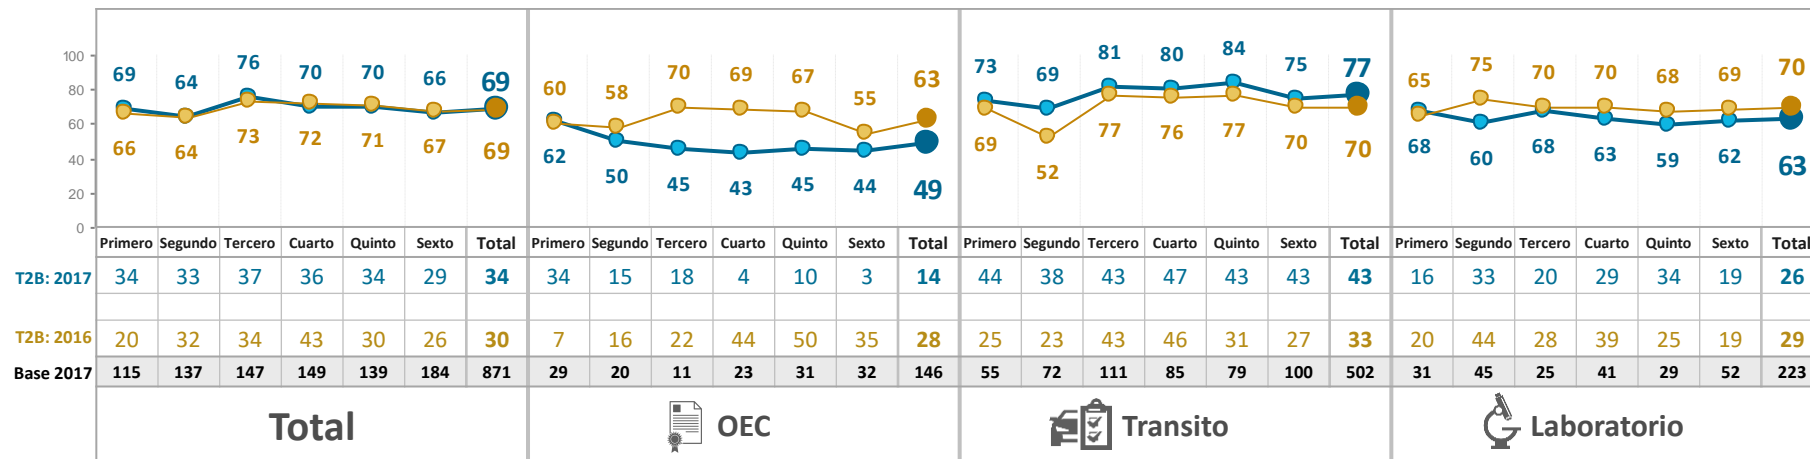 100
80
60
40
20
0
69 64 76 70 70 66 69
66 64 73 72 71 67 69
60 58 70 69 67 55 63
62 50 45 43 45 44 49
73 69 81 80 84 75 77
69 52 77 76 77 70 70
65 75 70 70 68 69 70
68 60 68 63 59 62 63
Primero Segundo Tercero Cuarto Quinto Sexto Total Primero Segundo Tercero Cuarto Quinto Sexto Total Primero Segundo Tercero Cuarto Quinto Sexto Total Primero Segundo Tercero Cuarto Quinto Sexto Total
T2B: 2017 34 33 37 36 34 29 34 34 15 18 4 10 3 14 44 38 43 47 43 43 43 16 33 20 29 34 19 26
T2B: 2016 20 32 34 43 30 26 30 7 16 22 44 50 35 28 25 23 43 46 31 27 33 20 44 28 39 25 19 29
Base 2017 115 137 147 149 139 184 871 29 20 11 23 31 32 146 55 72 111 85 79 100 502 31 45 25 41 29 52 223
Total OEC Transito Laboratorio